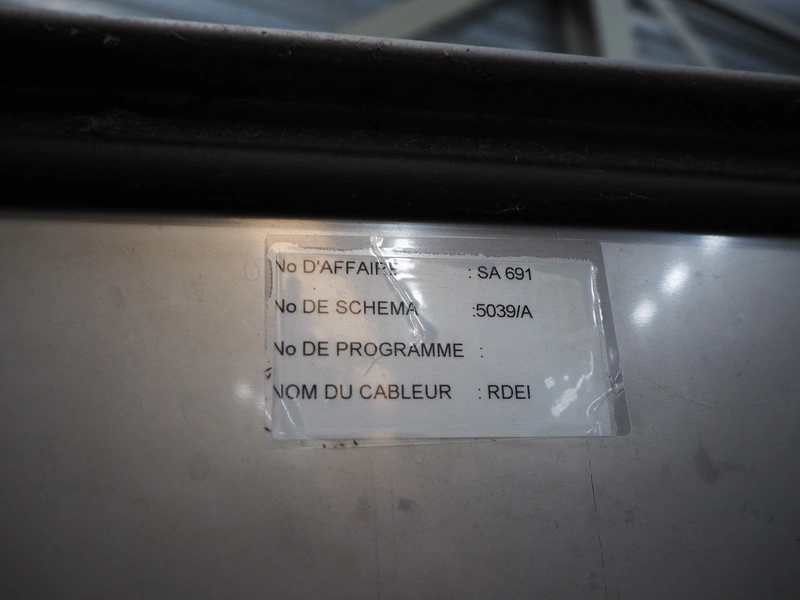 No D'AFFAIRE : SA 691
No DE SCHEMA :5039/A
No DE PROGRAMME :
NOM DU CABLEUR : RDEI